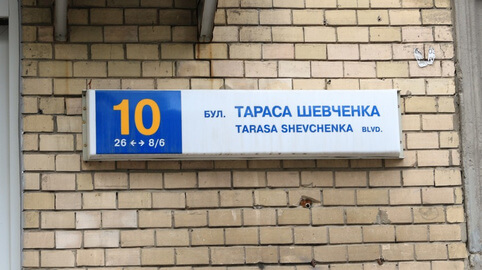 10
26 ←→ 8/6
БУЛ. ТАРАСА ШЕВЧЕНКА
TARASA SHEVCHENKA BLVD.